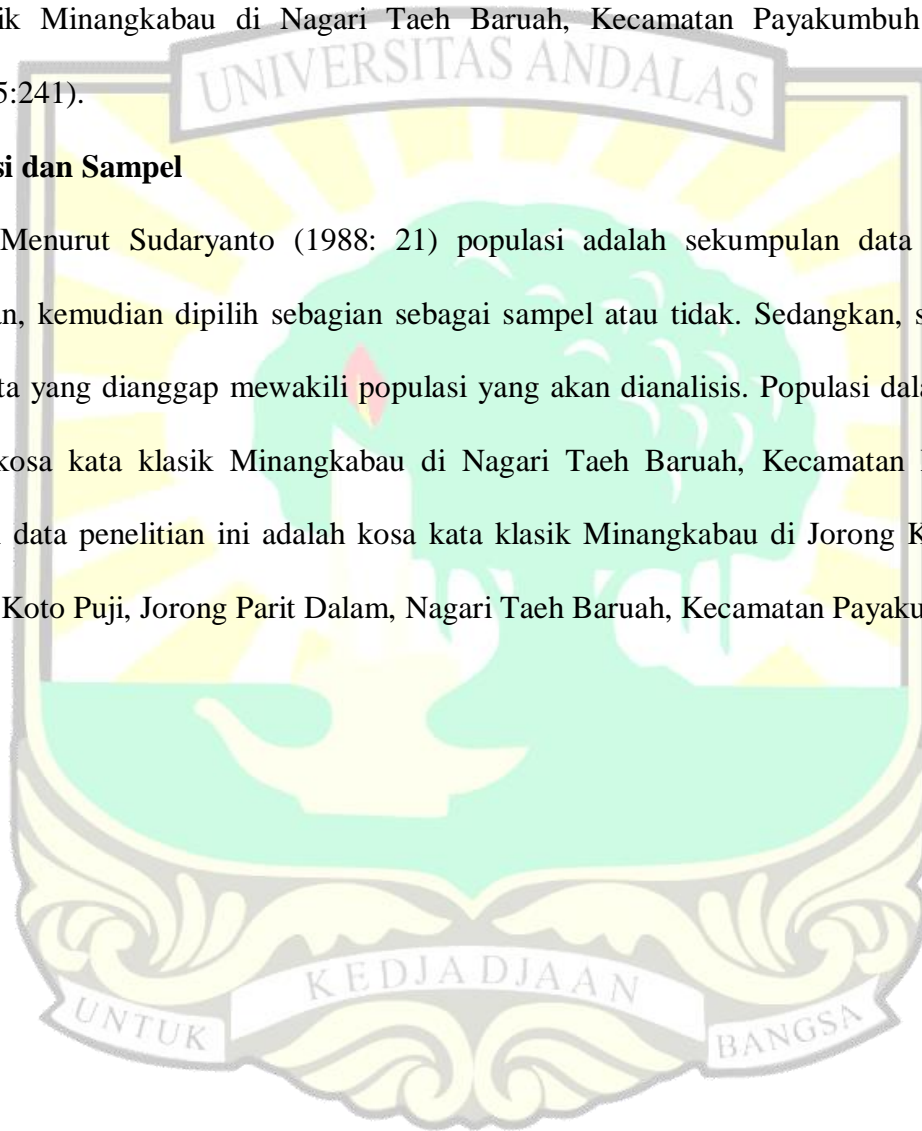 ik Minangkabau di Nagari Taeh Baruah, Kecamatan Payakumbuh
5:241).
UNIVERSITAS ANDALAS
si dan Sampel
Menurut Sudaryanto (1988: 21) populasi adalah sekumpulan data
an, kemudian dipilih sebagian sebagai sampel atau tidak. Sedangkan, s
ta yang dianggap mewakili populasi yang akan dianalisis. Populasi dala
kosa kata klasik Minangkabau di Nagari Taeh Baruah, Kecamatan
data penelitian ini adalah kosa kata klasik Minangkabau di Jorong K
Koto Puji, Jorong Parit Dalam, Nagari Taeh Baruah, Kecamatan Payaku
UNTUK KEDJADJAAN BANGSA